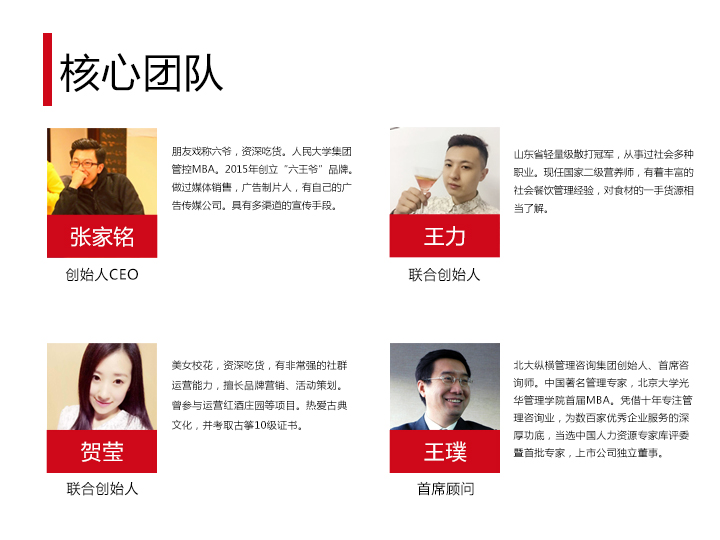 核心团队
张家铭
创始人CEO
朋友戏称六爷，资深吃货。人民大学集团
管控MBA。2015年创立“六王爷”品牌。
做过媒体销售，广告制片人，有自己的广
告传媒公司。具有多渠道的宣传手段。
王力
联合创始人
山东省轻量级散打冠军，从事过社会多种
职业。现任国家二级营养师，有着丰富的
社会餐饮管理经验，对食材的一手货源相
当了解。
贺莹
联合创始人
美女校花，资深吃货，有非常强的社群
运营能力，擅长品牌营销、活动策划。
曾参与运营红酒庄园等项目。热爱古典
文化，并考取古筝10级证书。
王璞
首席顾问
北大纵横管理咨询集团创始人、首席咨
询师。中国著名管理专家，北京大学光
华管理学院首届MBA。凭借十年专注管
理咨询业，为数百家优秀企业服务的深
厚功底，当选中国人力资源专家库评委
暨首批专家，上市公司独立董事。